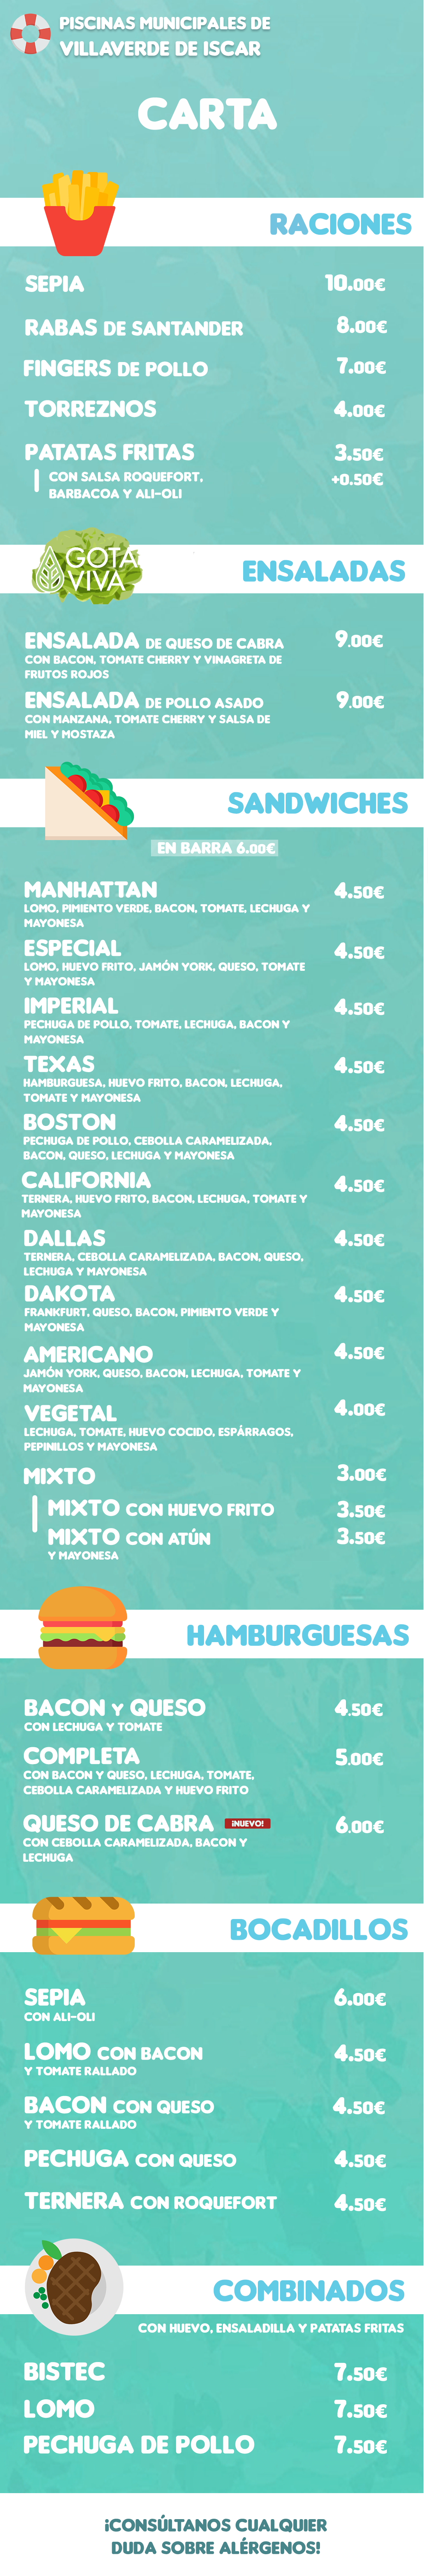 PISCINAS MUNICIPALES DE
VILLAVERDE DE ISCAR
CARTA
RACIONES
SEPIA 10.00€
RABAS DE SANTANDER 8.00€
FINGERS DE POLLO 7.00€
TORREZNOS 4.00€
PATATAS FRITAS 3.50€
CON SALSA ROQUEFORT, +0.50€
BARBACOA Y ALI-OLI
GOTA
VIVA
ENSALADAS
ENSALADA DE QUESO DE CABRA 9.00€
CON BACON, TOMATE CHERRY Y VINAGRETA DE
FRUTOS ROJOS
ENSALADA DE POLLO ASADO 9.00€
CON MANZANA, TOMATE CHERRY Y SALSA DE
MIEL Y MOSTAZA
SANDWICHES
EN BARRA 6.00€
MANHATTAN 4.50€
LOMO, PIMIENTO VERDE, BACON, TOMATE, LECHUGA Y
MAYONESA
ESPECIAL 4.50€
LOMO, HUEVO FRITO, JAMÓN YORK, QUESO, TOMATE
Y MAYONESA
IMPERIAL 4.50€
PECHUGA DE POLLO, TOMATE, LECHUGA, BACON Y
MAYONESA
TEXAS 4.50€
HAMBURGUESA, HUEVO FRITO, BACON, LECHUGA,
TOMATE Y MAYONESA
BOSTON 4.50€
PECHUGA DE POLLO, CEBOLLA CARAMELIZADA,
BACON, QUESO, LECHUGA Y MAYONESA
CALIFORNIA 4.50€
TERNERA, HUEVO FRITO, BACON, LECHUGA, TOMATE Y
MAYONESA
DALLAS 4.50€
TERNERA, CEBOLLA CARAMELIZADA, BACON, QUESO,
LECHUGA Y MAYONESA
DAKOTA 4.50€
FRANKFURT, QUESO, BACON, PIMIENTO VERDE Y
MAYONESA
AMERICANO 4.50€
JAMÓN YORK, QUESO, BACON, LECHUGA, TOMATE Y
MAYONESA
VEGETAL 4.00€
LECHUGA, TOMATE, HUEVO COCIDO, ESPÁRRAGOS,
PEPINILLOS Y MAYONESA
MIXTO 3.00€
MIXTO CON HUEVO FRITO 3.50€
MIXTO CON ATÚN 3.50€
Y MAYONESA
HAMBURGUESAS
BACON Y QUESO 4.50€
CON LECHUGA Y TOMATE
COMPLETA 5.00€
CON BACON Y QUESO, LECHUGA, TOMATE,
CEBOLLA CARAMELIZADA Y HUEVO FRITO
QUESO DE CABRA ¡NUEVO! 6.00€
CON CEBOLLA CARAMELIZADA, BACON Y
LECHUGA
BOCADILLOS
SEPIA 6.00€
CON ALI-OLI
LOMO CON BACON 4.50€
Y TOMATE RALLADO
BACON CON QUESO 4.50€
Y TOMATE RALLADO
PECHUGA CON QUESO 4.50€
TERNERA CON ROQUEFORT 4.50€
COMBINADOS
CON HUEVO, ENSALADILLA Y PATATAS FRITAS
BISTEC 7.50€
LOMO 7.50€
PECHUGA DE POLLO 7.50€
¡CONSÚLTANOS CUALQUIER
DUDA SOBRE ALÉRGENOS!